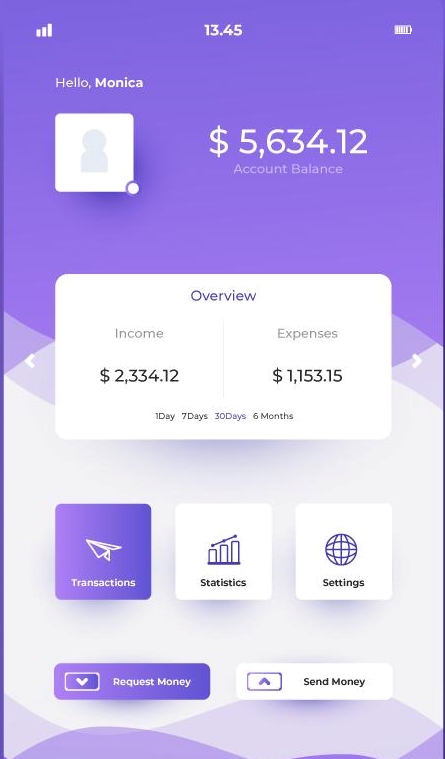 13.45
Hello, Monica
$ 5,634.12
Account Balance
Overview
Income Expenses
$ 2,334.12 $ 1,153.15
1Day 7Days 30Days 6 Months
Transactions Statistics Settings
Request Money Send Money